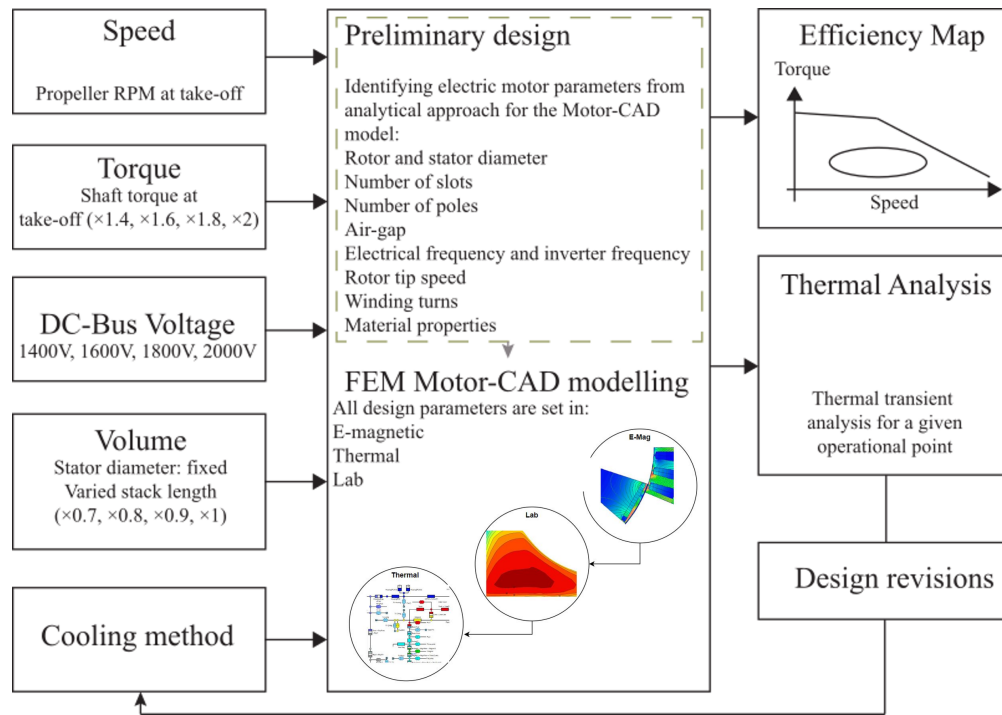 Speed
Propeller RPM at take-off
Torque
Shaft torque at
take-off (×1.4, ×1.6, ×1.8, ×2)
DC-Bus Voltage
1400V, 1600V, 1800V, 2000V
Volume
Stator diameter: fixed
Varied stack length
(×0.7, ×0.8, ×0.9, ×1)
Cooling method
Preliminary design
Identifying electric motor parameters from
analytical approach for the Motor-CAD
model:
Rotor and stator diameter
Number of slots
Number of poles
Air-gap
Electrical frequency and inverter frequency
Rotor tip speed
Winding turns
Material properties
FEM Motor-CAD modelling
All design parameters are set in:
E-magnetic
Thermal
Lab
E-Mag
Lab
Thermal
Efficiency Map
Torque
Speed
Thermal Analysis
Thermal transient
analysis for a given
operational point
Design revisions